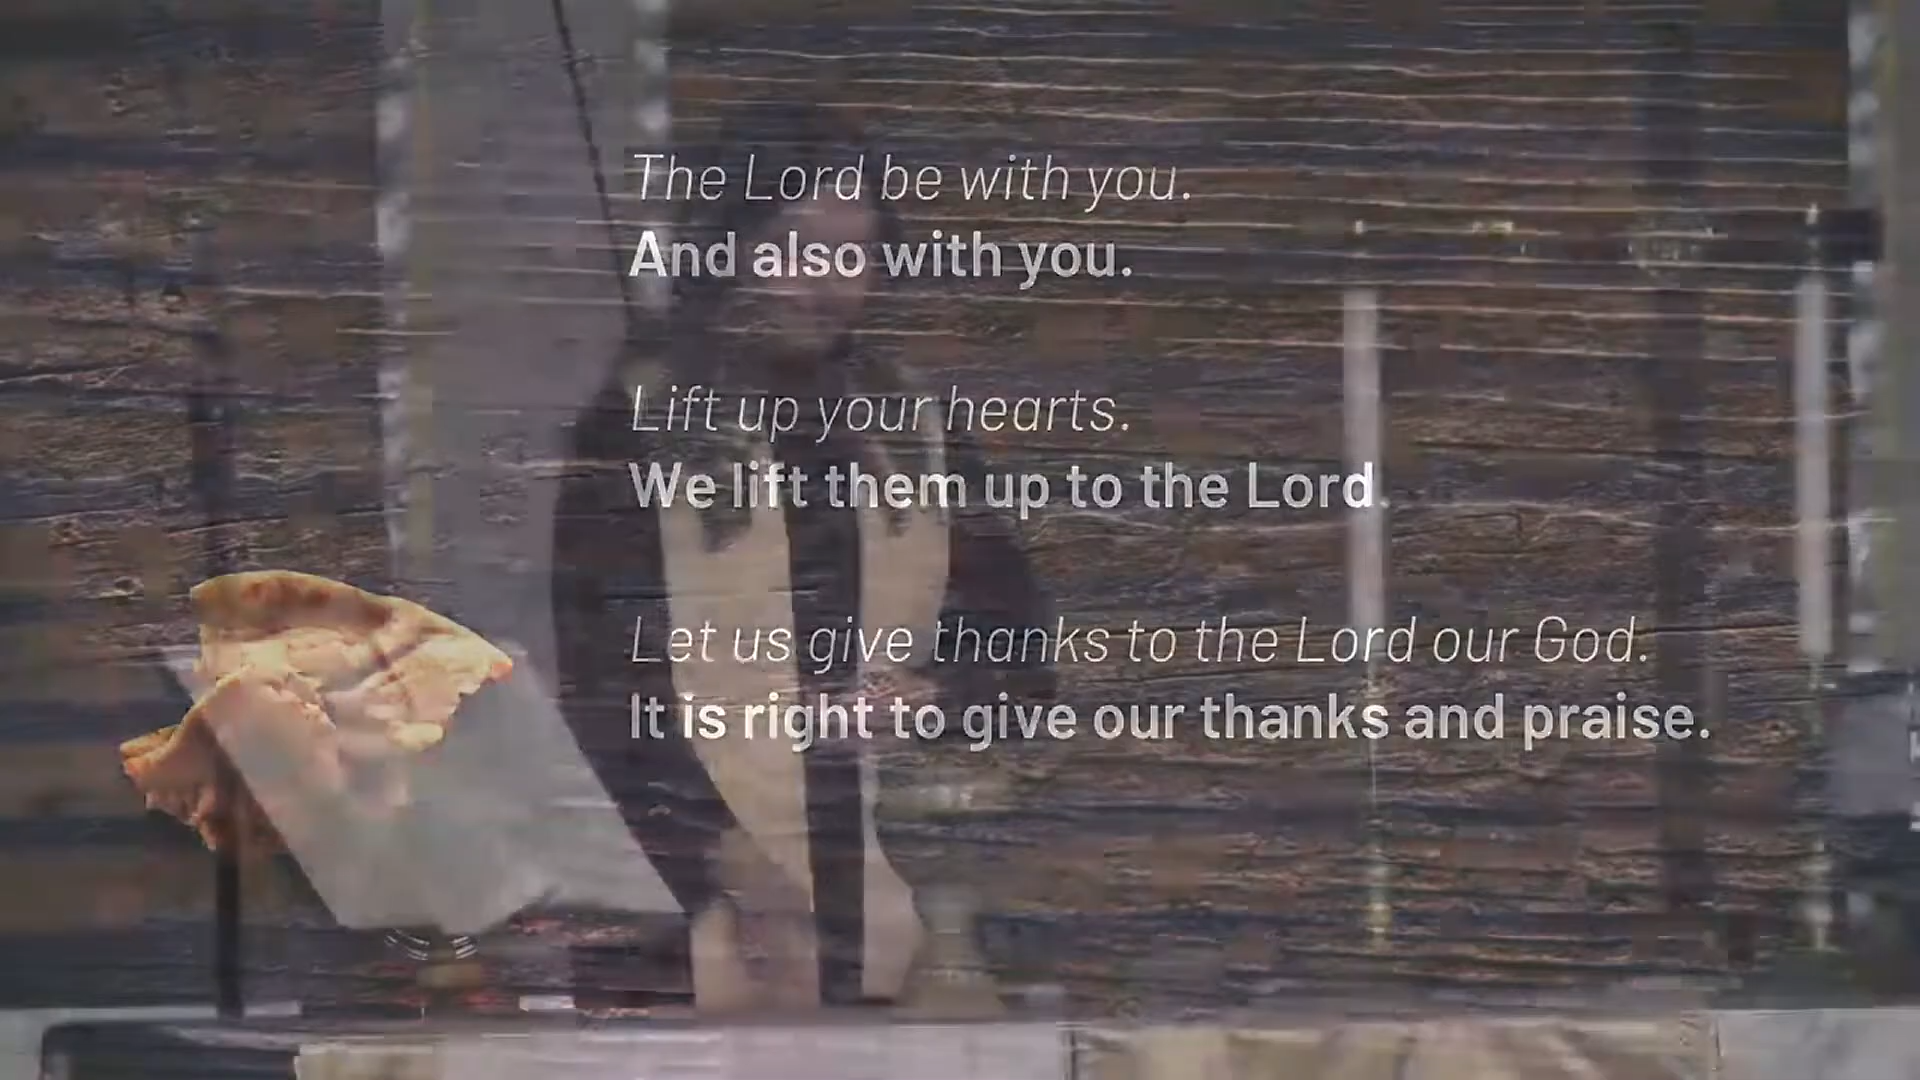 The Lord be with you.
And also with you.
Lift up your hearts.
We lift them up to the Lord.
Let us give thanks to the Lord our God.
It is right to give our thanks and praise.